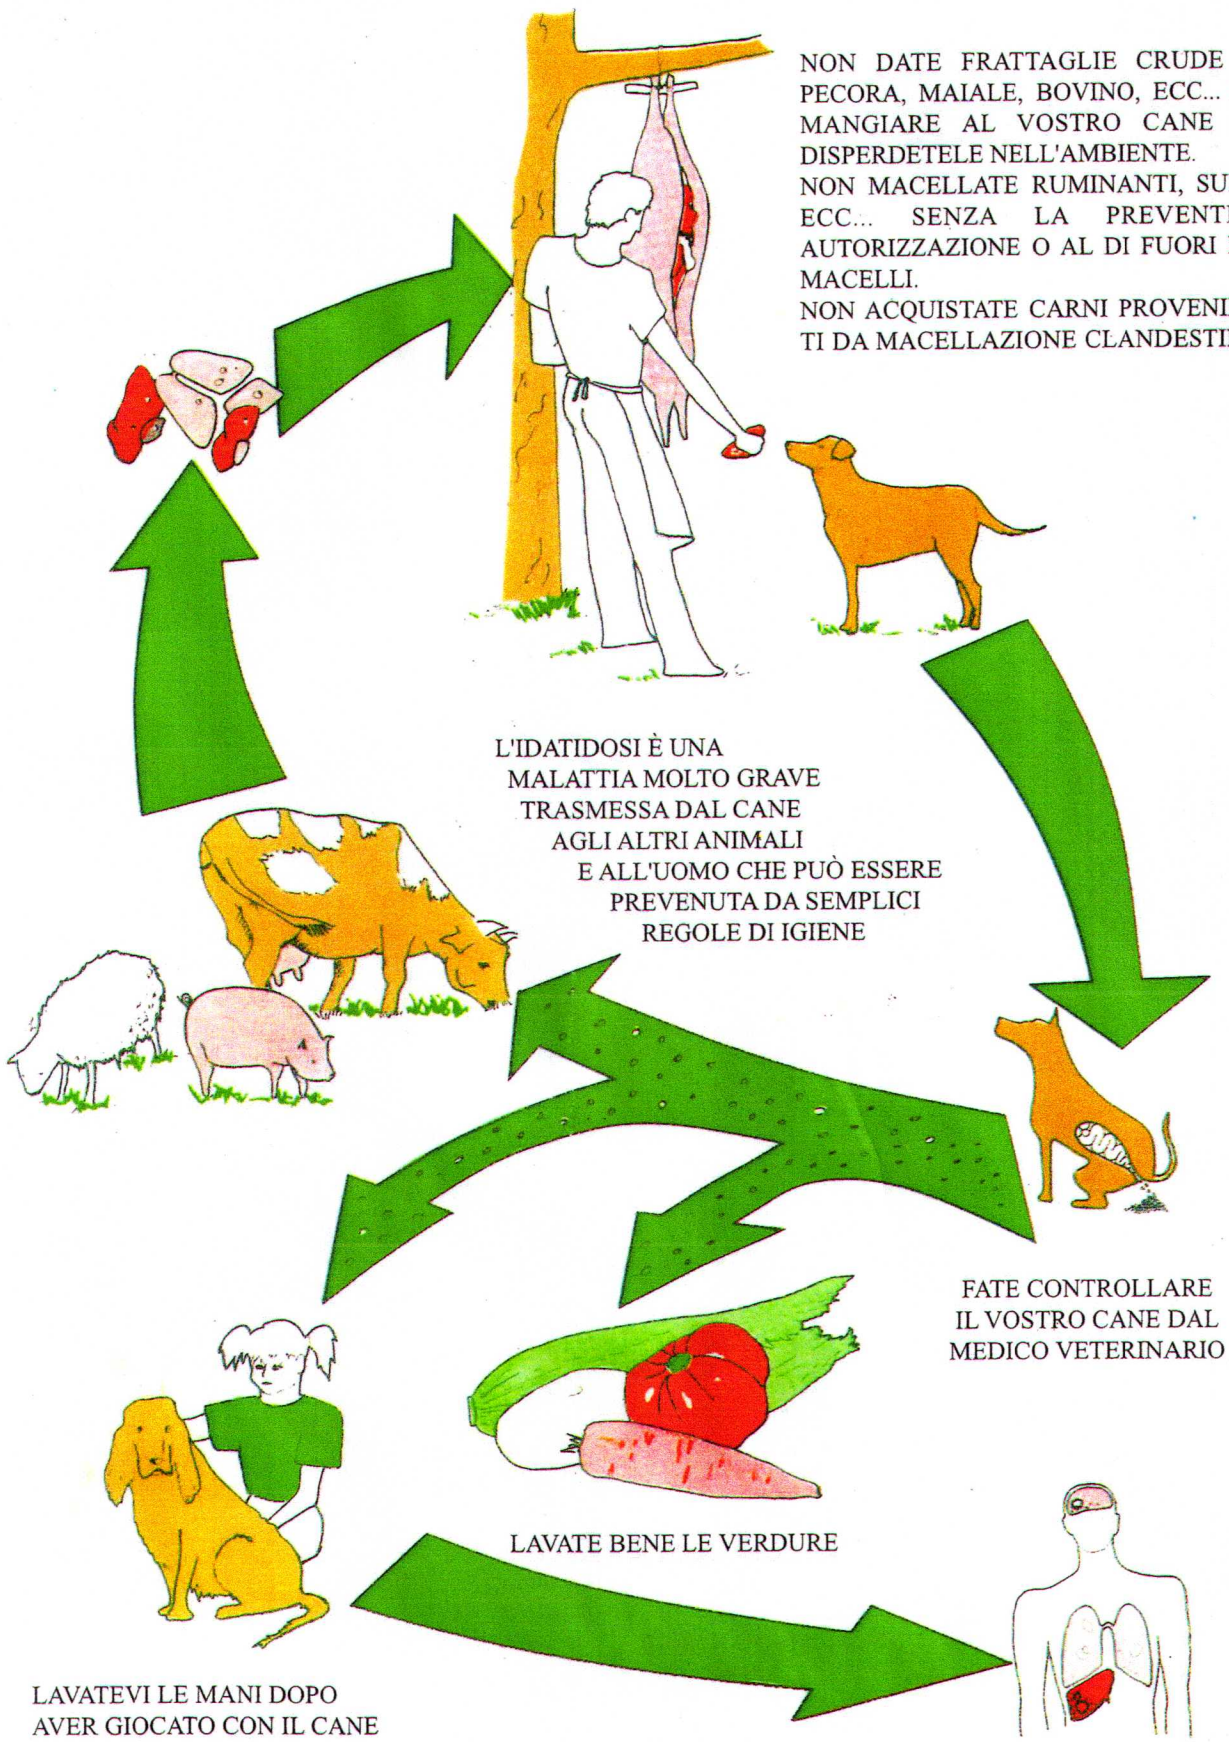 NON DATE FRATTAGLIE CRUDE
PECORA, MAIALE, BOVINO, ECC...
MANGIARE AL VOSTRO CANE
DISPERDETELE NELL'AMBIENTE.
NON MACELLATE RUMINANTI,
ECC... SENZA LA
AUTORIZZAZIONE O AL DI FUORI
MACELLI.
NON ACQUISTATE CARNI
TI DA MACELLAZIONE
L'IDATIDOSI È UNA
MALATTIA MOLTO GRAVE
TRASMESSA DAL CANE
AGLI ALTRI ANIMALI
E ALL'UOMO CHE PUÒ ESSERE
PREVENUTA DA SEMPLICI
REGOLE DI IGIENE
FATE CONTROLLARE
IL VOSTRO CANE DAL
MEDICO VETERINARIO
LAVATE BENE LE VERDURE
LAVATEVI LE MANI DOPO
AVER GIOCATO CON IL CANE